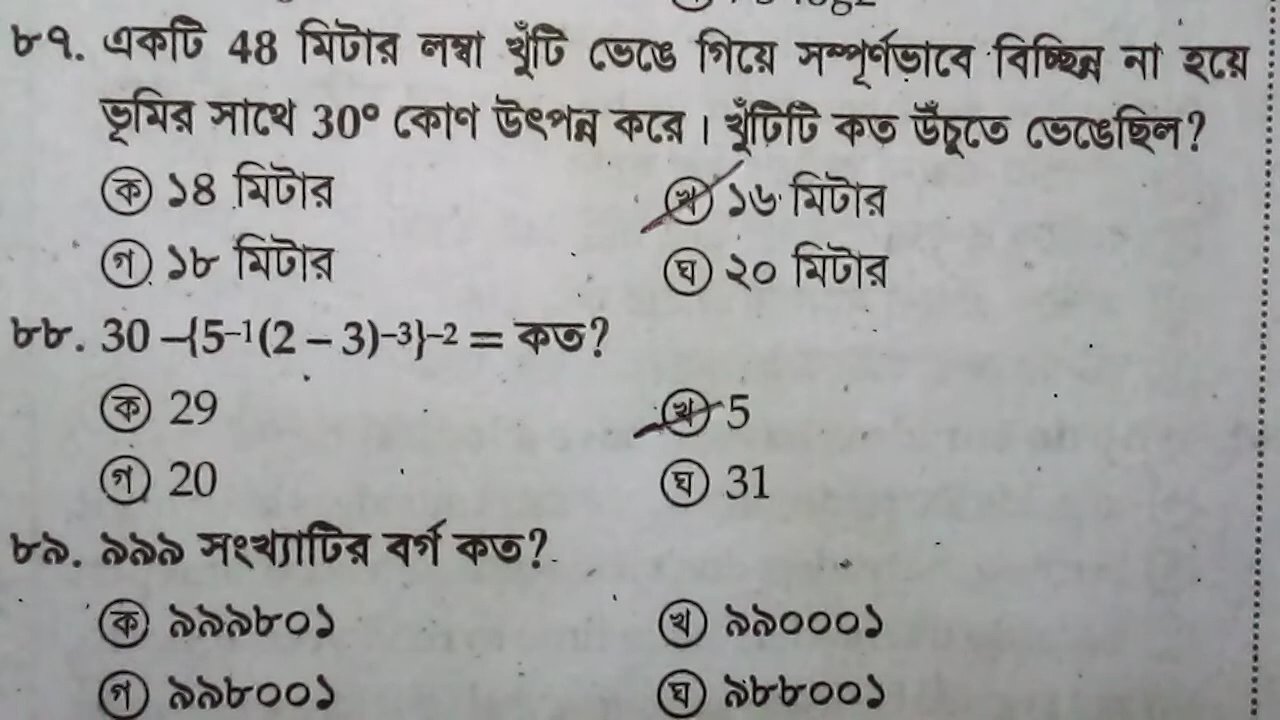 ৮৭. একটি 48 মিটার লম্বা খুঁটি ভেঙে গিয়ে সম্পূর্ণভাবে বিচ্ছিন্ন না হয়ে
ভূমির সাথে 30° কোণ উৎপন্ন করে। খুঁটিটি কত উঁচুতে ভেঙেছিল?
ক ১৪ মিটার খ ১৬ মিটার
গ ১৮ মিটার ঘ ২০ মিটার
৮৮. 30 –{5⁻¹(2 – 3)⁻³}⁻² = কত?
ক 29 খ 5
গ 20 ঘ 31
৮৯. ৯৯৯ সংখ্যাটির বর্গ কত?
ক ৯৯৯৮০১ খ ৯৯০০০১
গ ৯৯৮০০১ ঘ ৯৮৮০০১